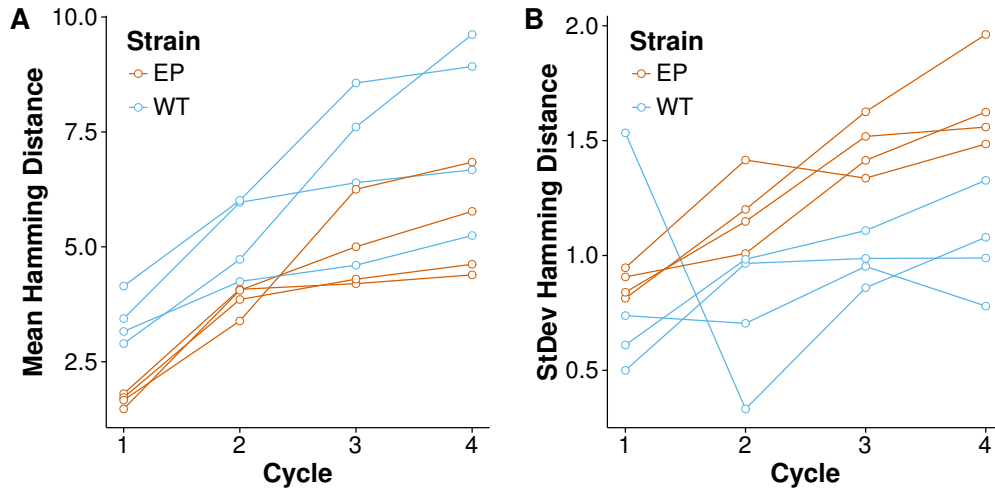 A
Mean Hamming Distance
10.0
7.5
5.0
2.5
Strain
EP
WT
1 2 3 4
Cycle
B
StDev Hamming Distance
2.0
1.5
1.0
0.5
Strain
EP
WT
1 2 3 4
Cycle